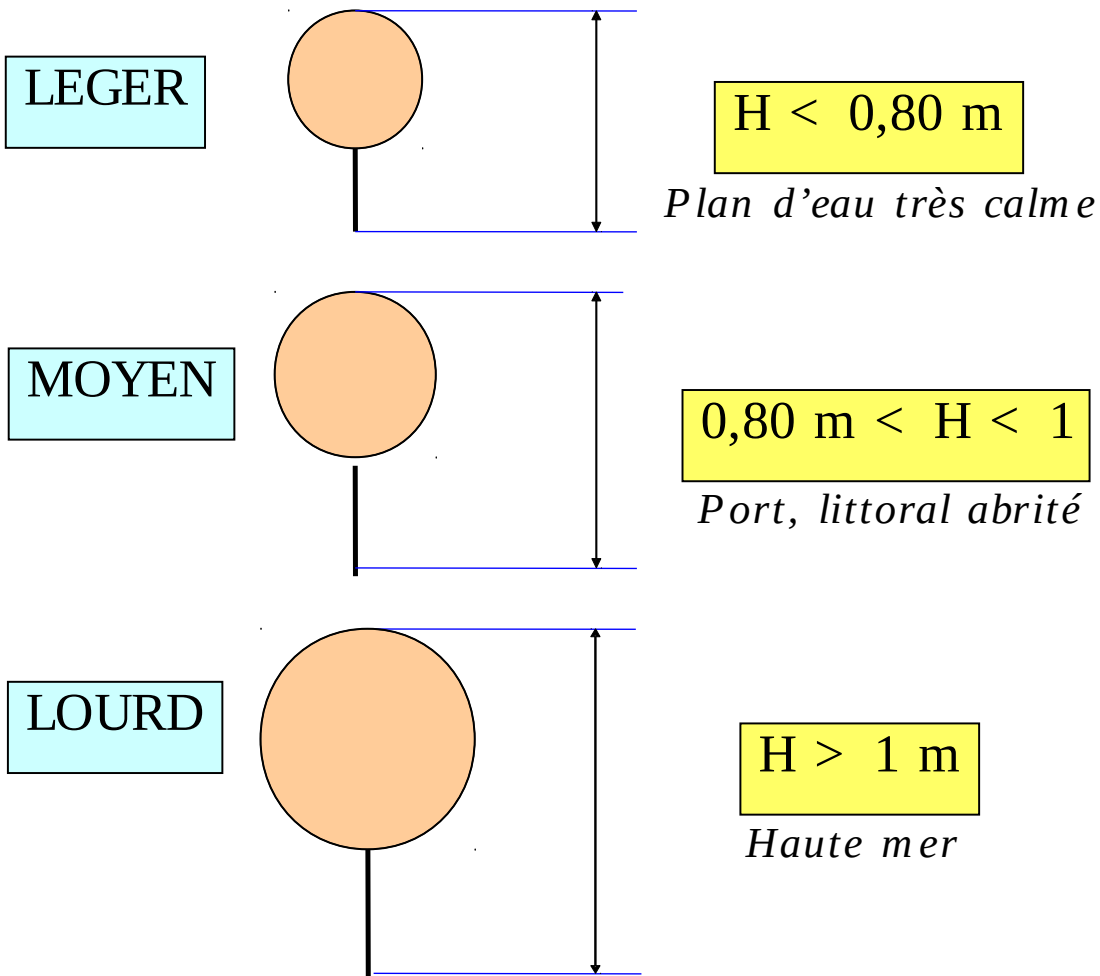 LEGER
H < 0,80 m
Plan d’eau très calme
MOYEN
0,80 m < H < 1
Port, littoral abrité
LOURD
H > 1 m
Haute mer